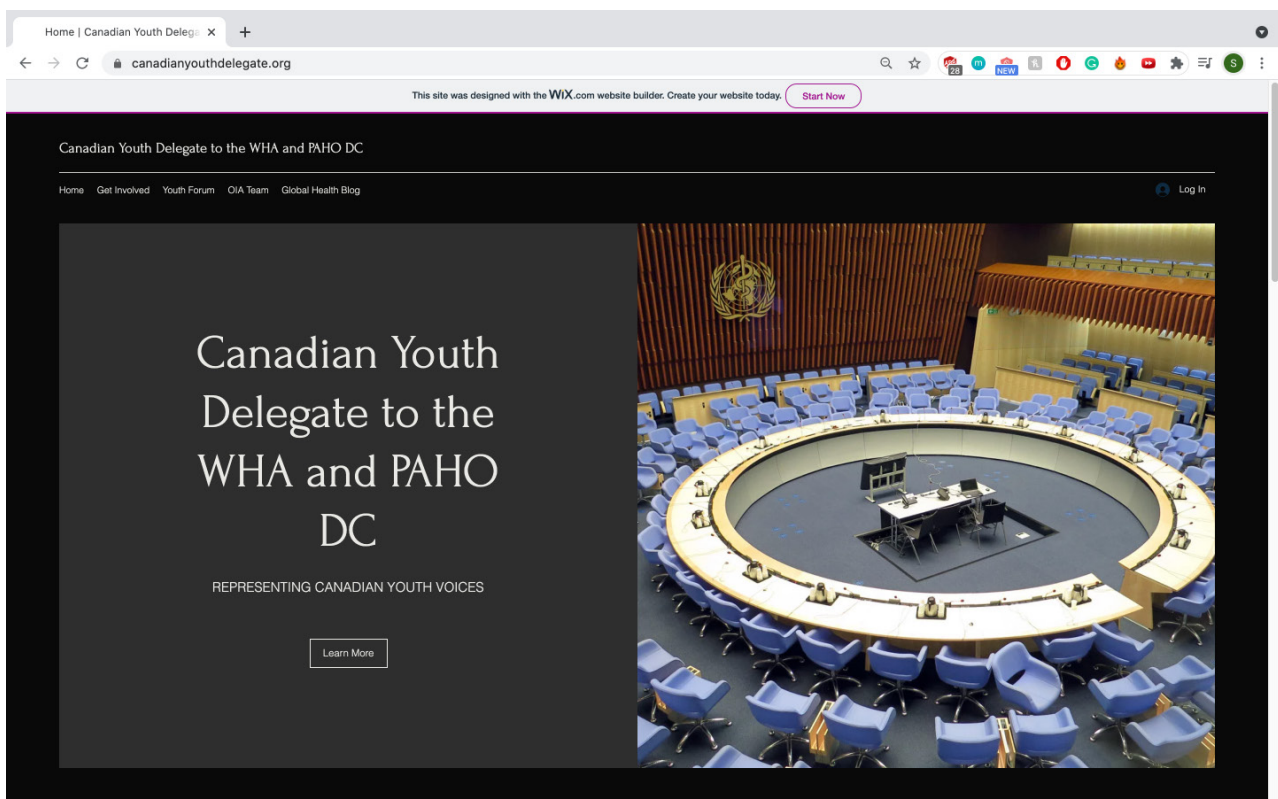 Home | Canadian Youth Delega
canadianyouthdelegate.org
28
NEW
S
This site was designed with the WiX.com website builder. Create your website today.
Start Now
Canadian Youth Delegate to the WHA and PAHO DC
Home Get Involved Youth Forum OIA Team Global Health Blog
Log In
Canadian Youth
Delegate to the
WHA and PAHO
DC
REPRESENTING CANADIAN YOUTH VOICES
Learn More